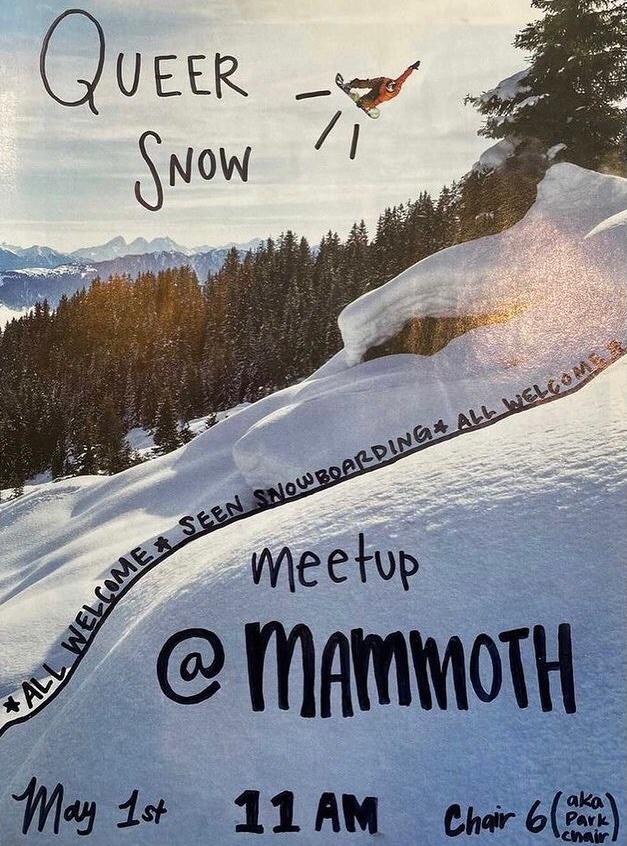 QUEER
SNOW
*ALL WELCOME* SEEN SNOWBOARDING* ALL WELCOME*
meetup
@MAMMOTH
May 1st 11 AM Chair 6 (aka
Park
chair)